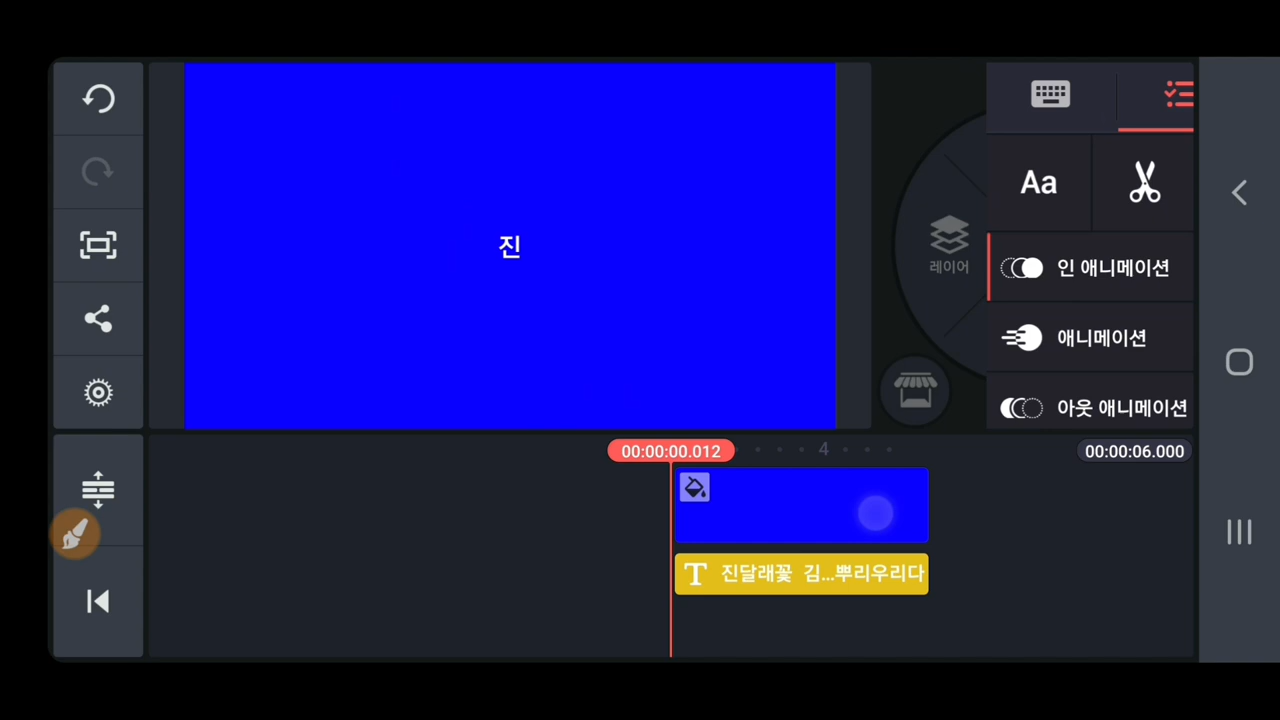 진
레이어
Aa
인 애니메이션
애니메이션
아웃 애니메이션
00:00:00.012
4
00:00:06.000
T 진달래꽃 김...뿌리우리다